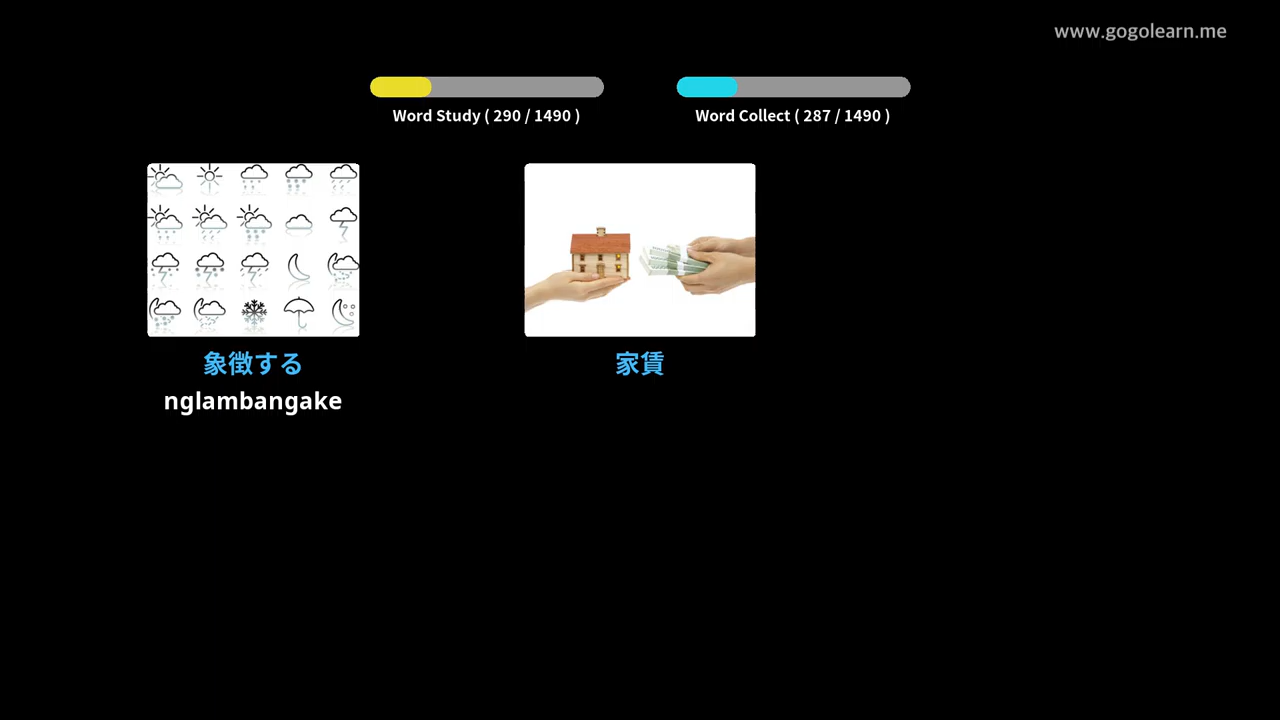 www.gogolearn.me
Word Study ( 290 / 1490 )
Word Collect ( 287 / 1490 )
象徴する
家賃
nglambangake